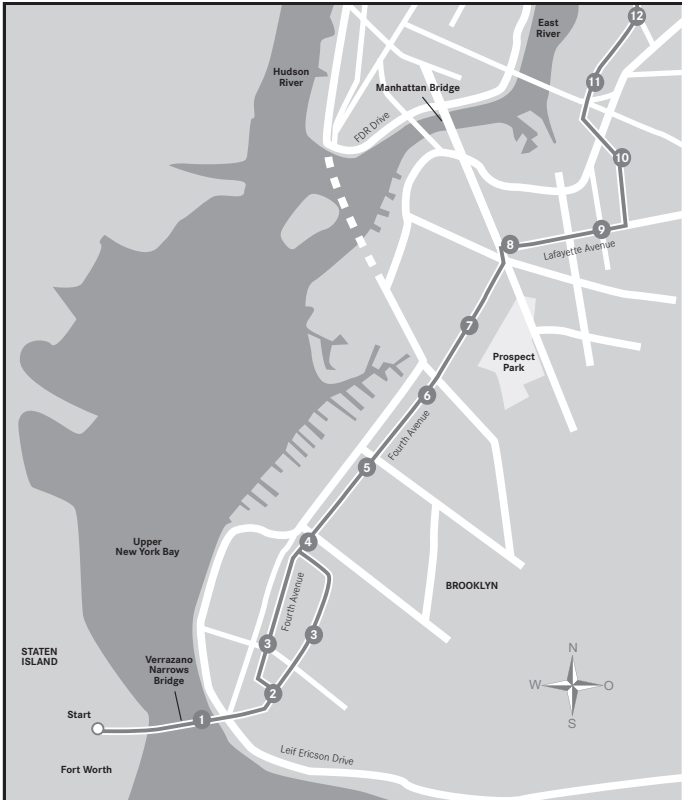 12
East
River
11
Hudson
River
Manhattan Bridge
FDR Drive
10
9
8
Lafayette Avenue
7
Prospect
Park
6
Fourth Avenue
5
4
Upper
New York Bay
BROOKLYN
Fourth Avenue
3
3
STATEN
ISLAND
Verrazano
Narrows
Bridge
N
W
O
S
2
Start
1
Leif Ericson Drive
Fort Worth